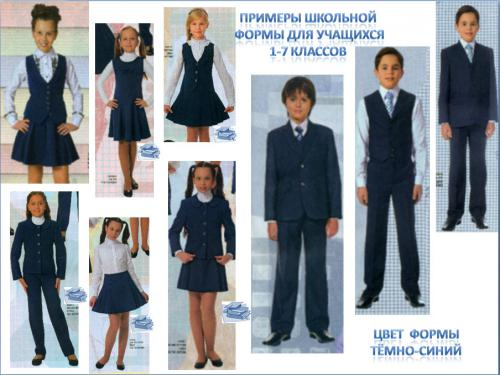 ПРИМЕРЫ ШКОЛЬНОЙ
ФОРМЫ ДЛЯ УЧАЩИХСЯ
1-7 КЛАССОВ
ЦВЕТ ФОРМЫ
ТЁМНО-СИНИЙ